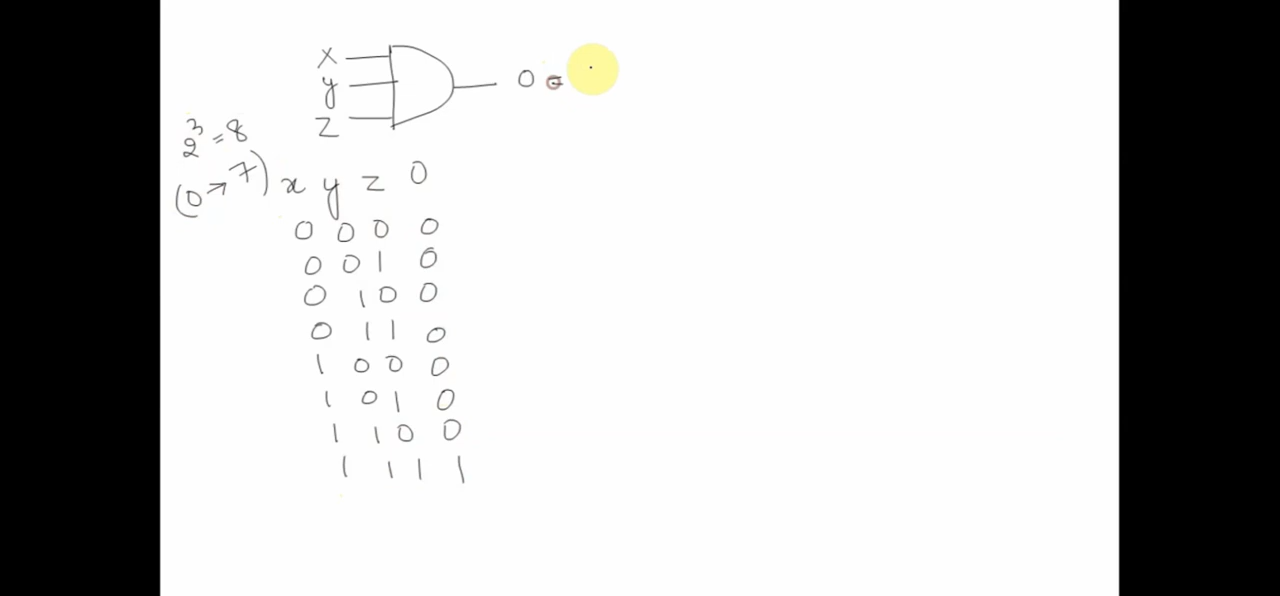 x
y 0 =
z
2³=8
(0→7) x y z 0
0 0 0 0
0 0 1 0
0 1 0 0
0 1 1 0
1 0 0 0
1 0 1 0
1 1 0 0
1 1 1 1